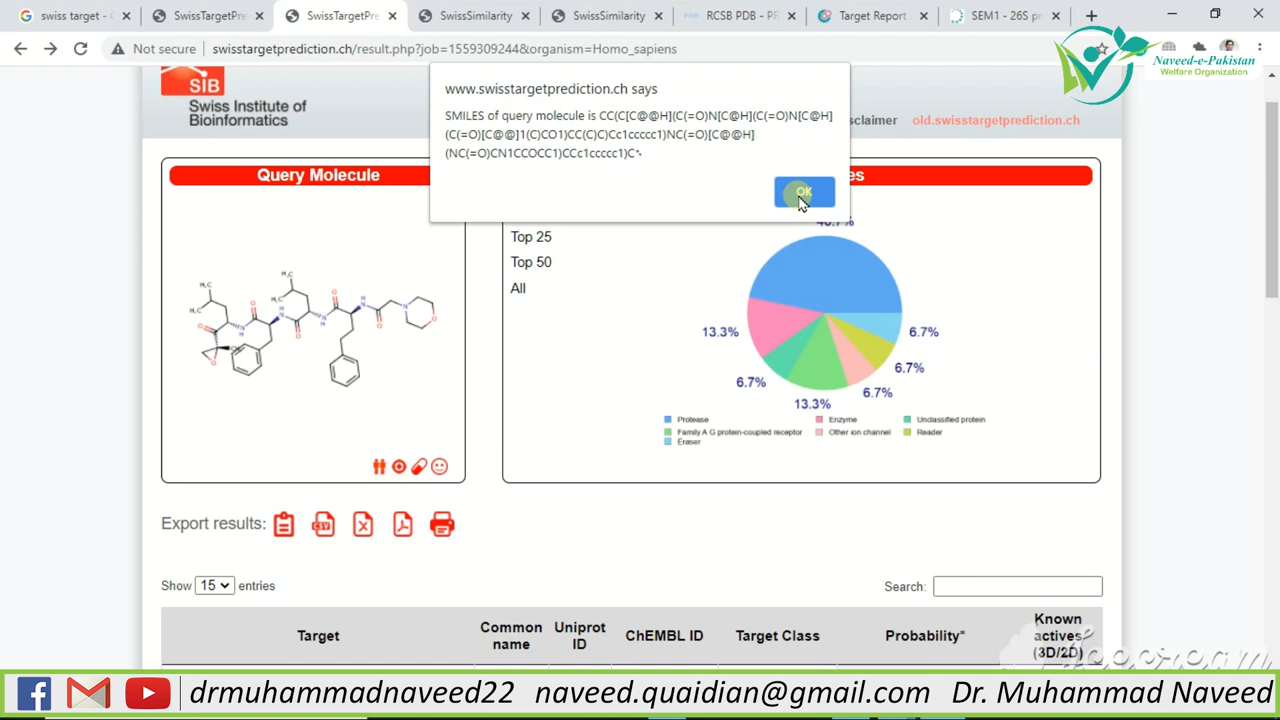 swiss target - G
SwissTargetPre
SwissTargetPre
SwissSimilarity
SwissSimilarity
RCSB PDB - PR
Target Report
SEM1 - 26S pr
Not secure
swisstargetprediction.ch/result.php?job=1559309244&organism=Homo_sapiens
Naveed-e-Pakistan
Welfare Organization
SIB
Swiss Institute of
Bioinformatics
sclaimer
old.swisstargetprediction.ch
www.swisstargetprediction.ch says
SMILES of query molecule is CC(C[C@@H](C(=O)N[C@H](C(=O)N[C@H]
(C(=O)[C@@]1(C)CO1)CC(C)C)Cc1ccccc1)NC(=O)[C@@H]
(NC(=O)CN1CCOCC1)CCc1ccccc1)C
OK
Query Molecule
es
Top 25
Top 50
All
13.3%
6.7%
13.3%
6.7%
6.7%
6.7%
Protease
Enzyme
Unclassified protein
Family A G protein-coupled receptor
Other ion channel
Reader
Eraser
Export results:
CSV
Show 15 entries
Search:
Target
Common name
Uniprot ID
ChEMBL ID
Target Class
Probability*
Known actives (3D/2D)
drmuhammadnaveed22 naveed.quaidian@gmail.com Dr. Muhammad Naveed